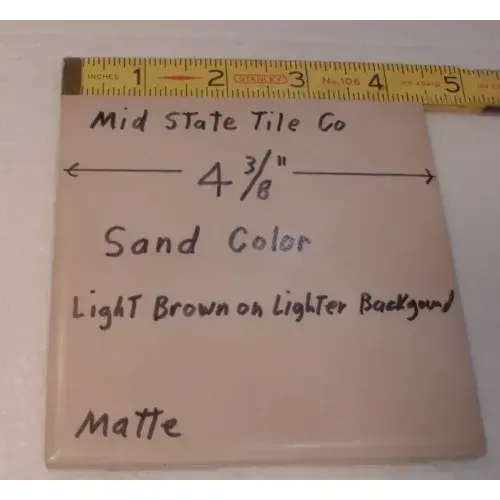 INCHES 1 2 STANLEY 3 No.106 4 5
Mid State Tile Co
4 3/8"
Sand Color
Light Brown on Lighter Backgound
Matte